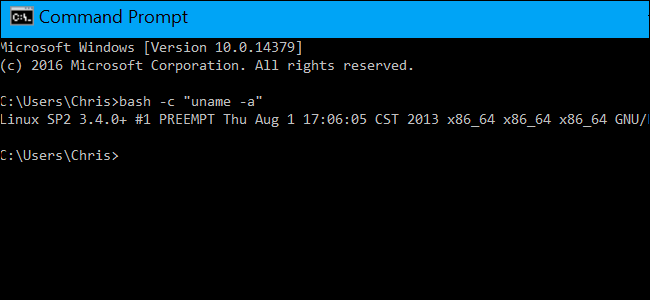 Command Prompt
Microsoft Windows [Version 10.0.14379]
(c) 2016 Microsoft Corporation. All rights reserved.
C:\Users\Chris>bash -c "uname -a"
Linux SP2 3.4.0+ #1 PREEMPT Thu Aug 1 17:06:05 CST 2013 x86_64 x86_64 x86_64 GNU/
C:\Users\Chris>